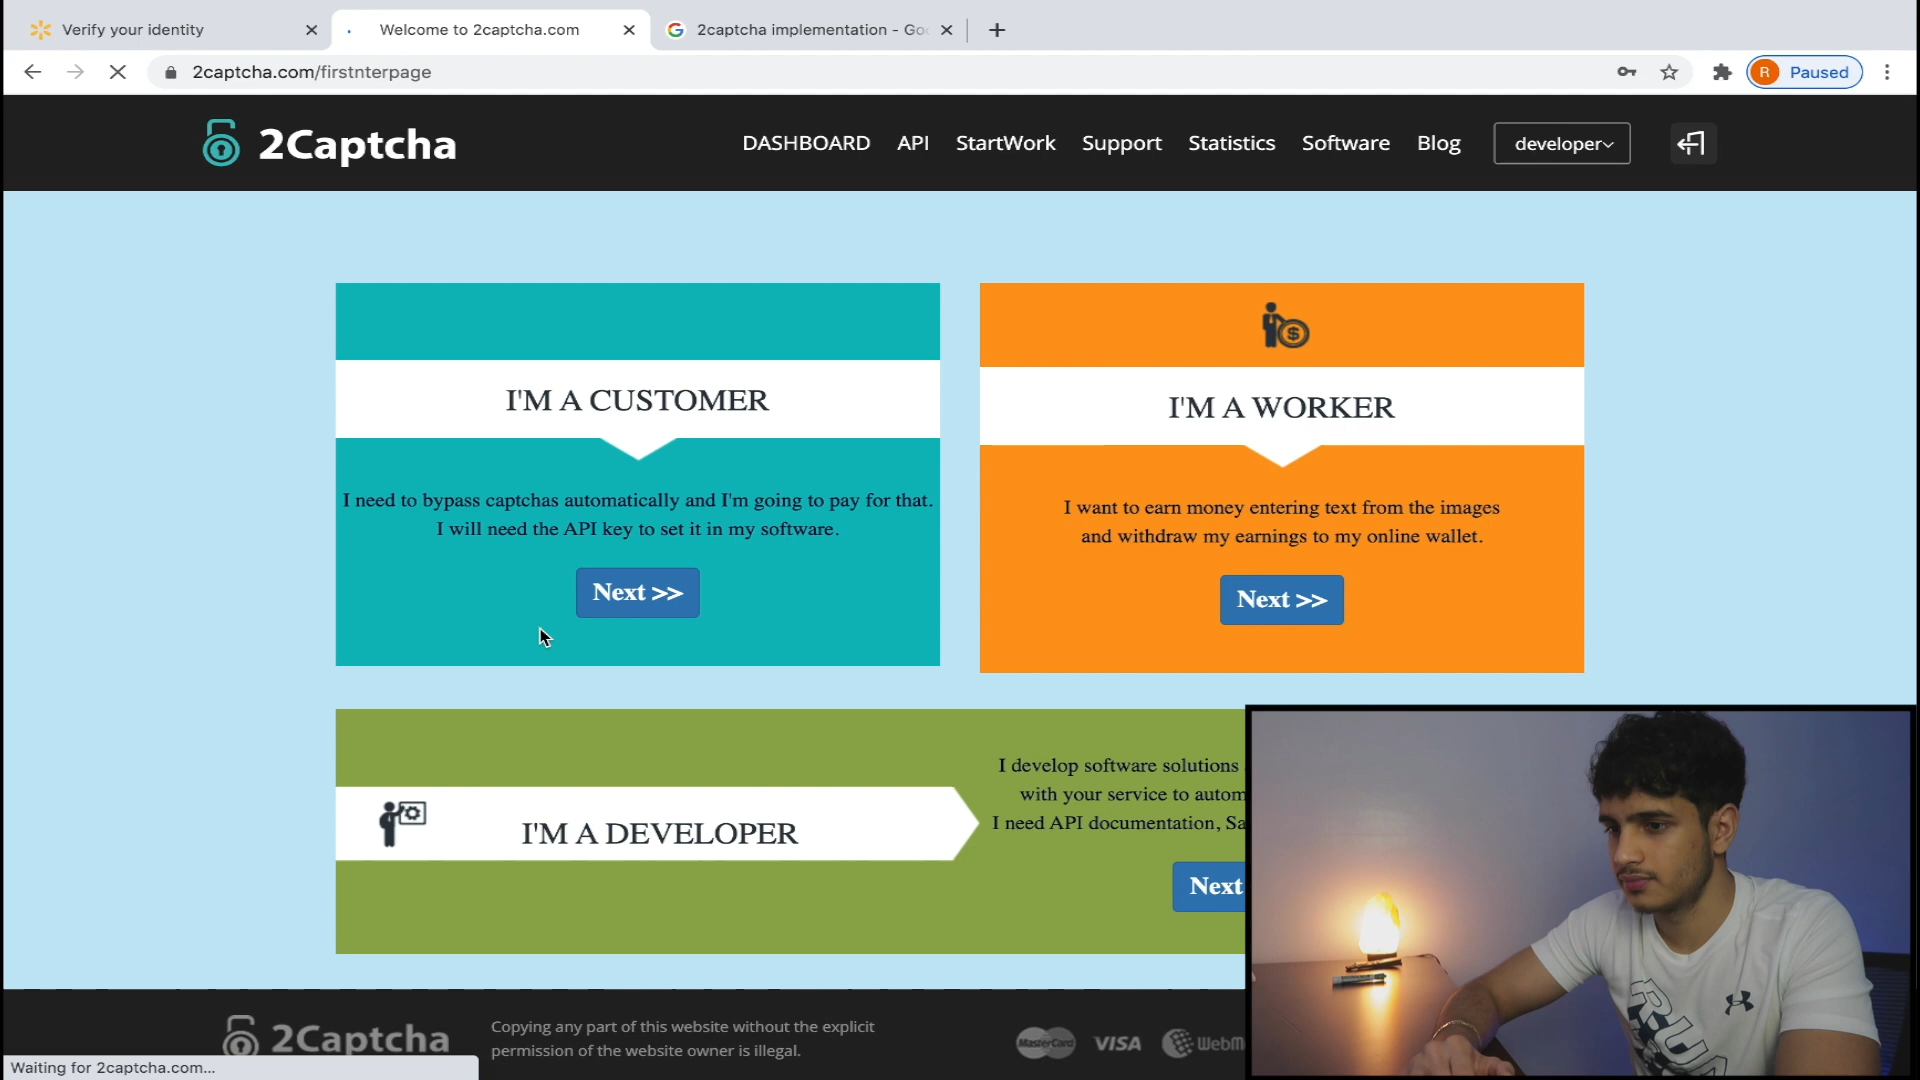 Verify your identity
Welcome to 2captcha.com
2captcha implementation - Goo
2captcha.com/firstnterpage
R Paused
2Captcha
DASHBOARD API StartWork Support Statistics Software Blog developer
I'M A CUSTOMER
I need to bypass captchas automatically and I'm going to pay for that.
I will need the API key to set it in my software.
Next >>
I'M A WORKER
I want to earn money entering text from the images
and withdraw my earnings to my online wallet.
Next >>
I'M A DEVELOPER
I develop software solutions
with your service to autom
I need API documentation, Sa
Next
2Captcha
Copying any part of this website without the explicit
permission of the website owner is illegal.
MasterCard VISA WebM
Waiting for 2captcha.com...